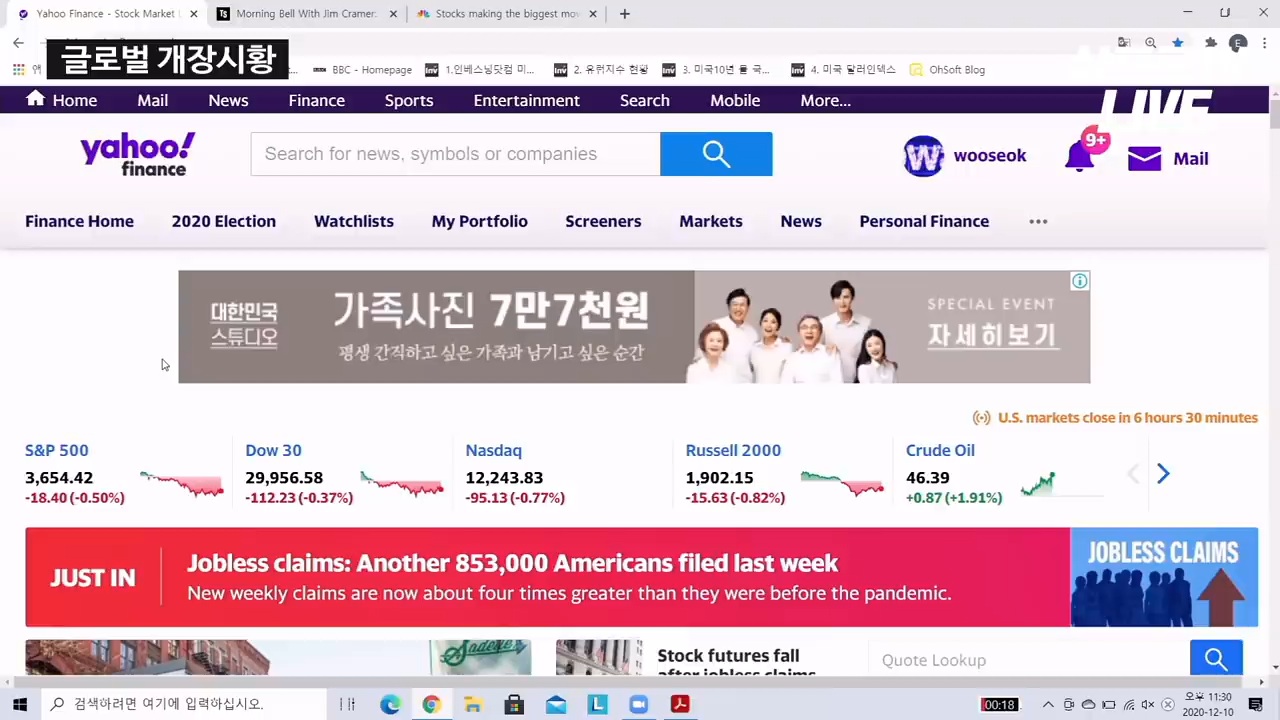 Yahoo Finance - Stock Market
Morning Bell With Jim Cramer:
Stocks making the biggest mov
글로벌 개장시황
BBC - Homepage
1.인베스팅닷컴 미...
2. 유럽지수 현황
3. 미국10년 물 국...
4. 미국 달러인덱스
OhSoft Blog
Home
Mail
News
Finance
Sports
Entertainment
Search
Mobile
More...
LIVE
yahoo!
finance
Search for news, symbols or companies
wooseok
9+
Mail
Finance Home
2020 Election
Watchlists
My Portfolio
Screeners
Markets
News
Personal Finance
대한민국
스튜디오
가족사진 7만7천원
평생 간직하고 싶은 가족과 남기고 싶은 순간
SPECIAL EVENT
자세히보기
U.S. markets close in 6 hours 30 minutes
S&P 500
3,654.42
-18.40 (-0.50%)
Dow 30
29,956.58
-112.23 (-0.37%)
Nasdaq
12,243.83
-95.13 (-0.77%)
Russell 2000
1,902.15
-15.63 (-0.82%)
Crude Oil
46.39
+0.87 (+1.91%)
JUST IN
Jobless claims: Another 853,000 Americans filed last week
New weekly claims are now about four times greater than they were before the pandemic.
JOBLESS CLAIMS
Stock futures fall
after jobless claims
Quote Lookup
검색하려면 여기에 입력하십시오.
00:18
오후 11:30
2020-12-10